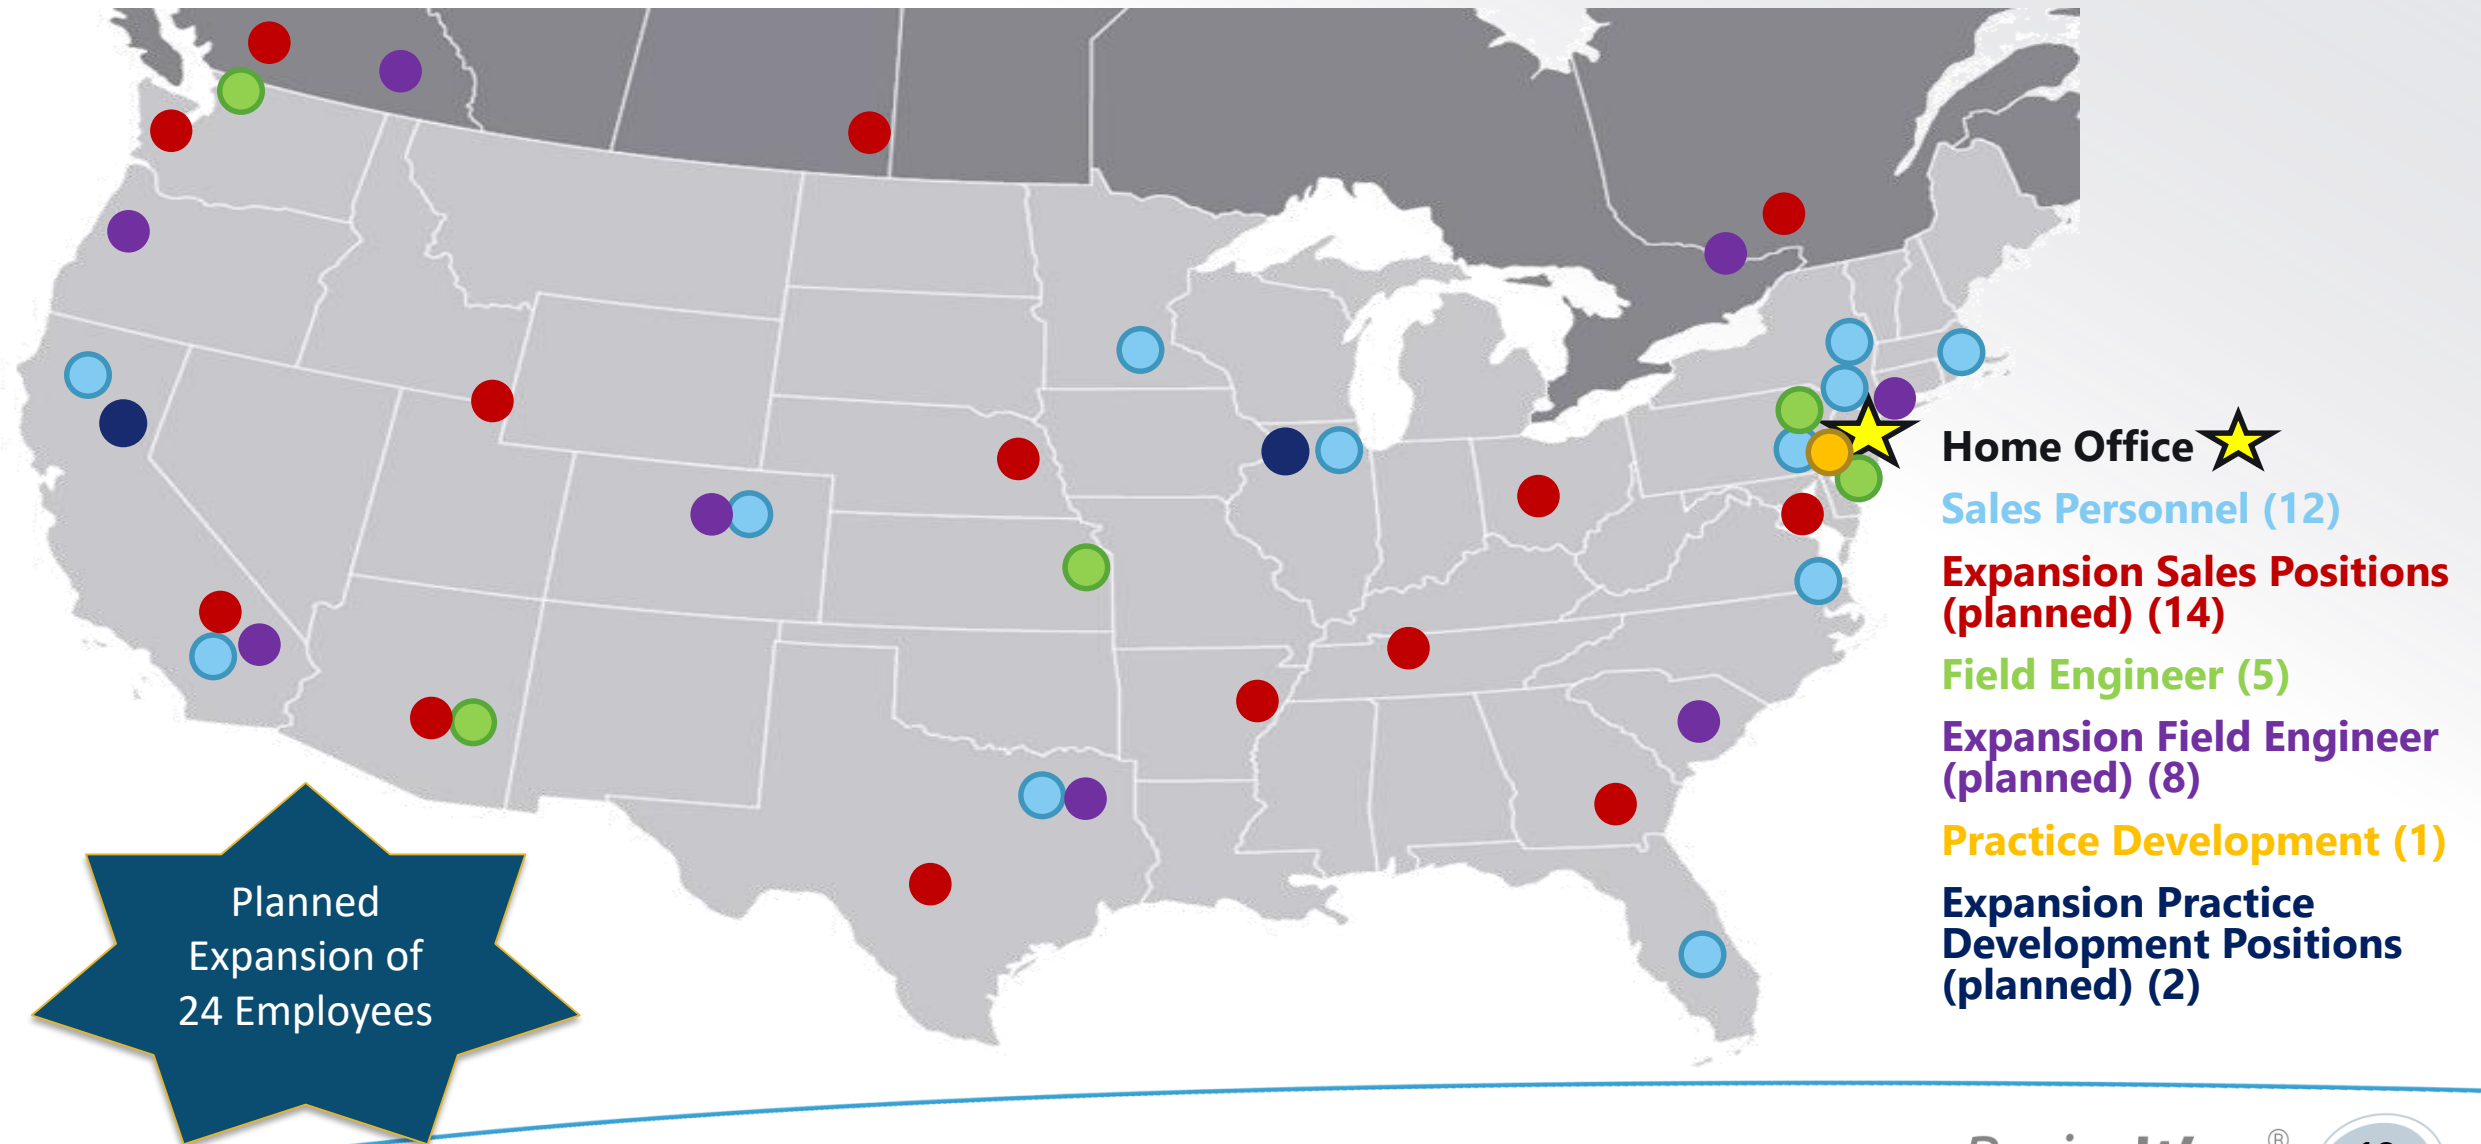 Home Office
Sales Personnel (12)
Expansion Sales Positions
(planned) (14)
Field Engineer (5)
Expansion Field Engineer
(planned) (8)
Practice Development (1)
Expansion Practice
Development Positions
(planned) (2)
Planned
Expansion of
24 Employees
®